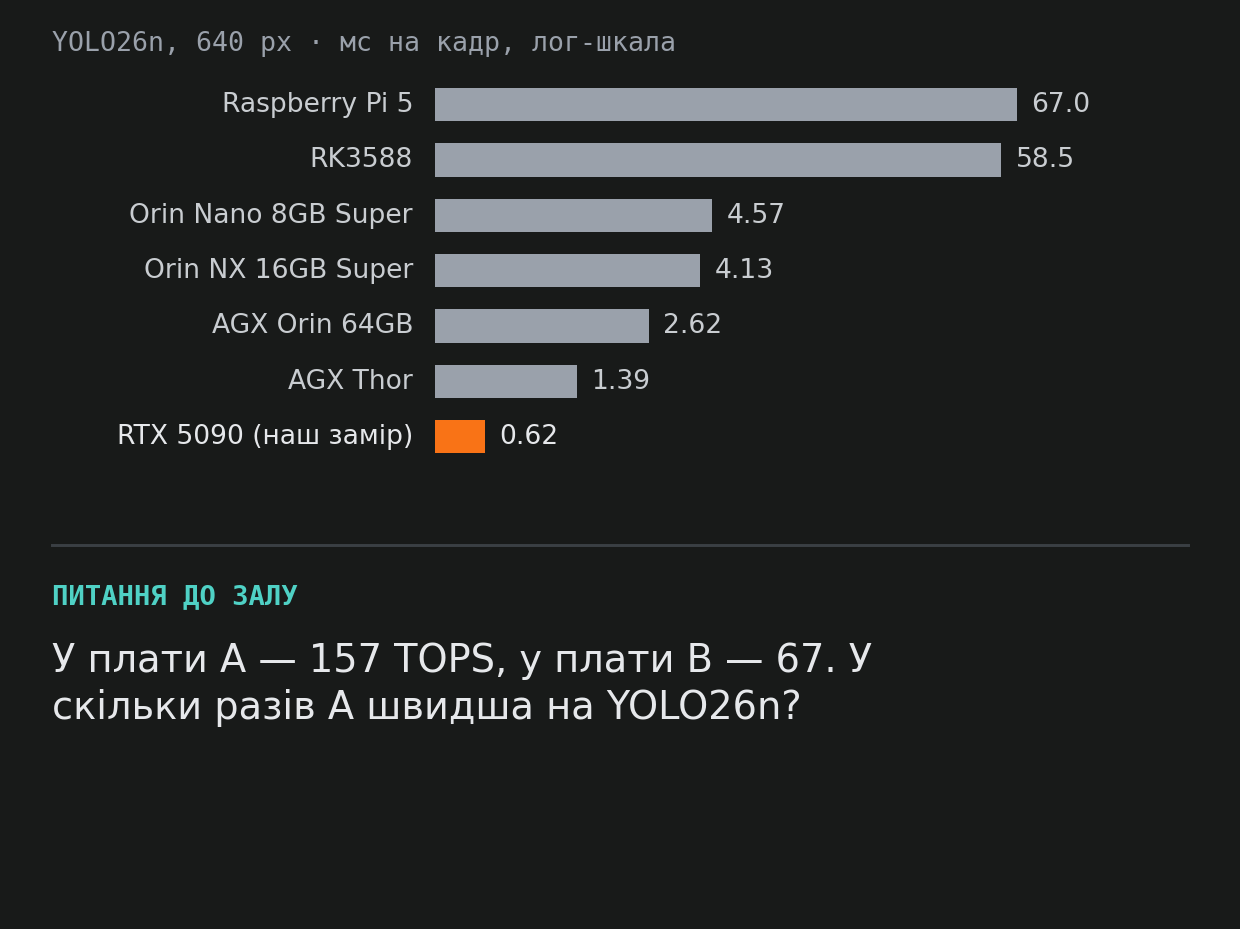 YOLO26n, 640 px · мс на кадр, лог-шкала
Raspberry Pi 5 67.0
RK3588 58.5
Orin Nano 8GB Super 4.57
Orin NX 16GB Super 4.13
AGX Orin 64GB 2.62
AGX Thor 1.39
RTX 5090 (наш замір) 0.62
ПИТАННЯ ДО ЗАЛУ
У плати A — 157 TOPS, у плати B — 67. У
скільки разів A швидша на YOLO26n?